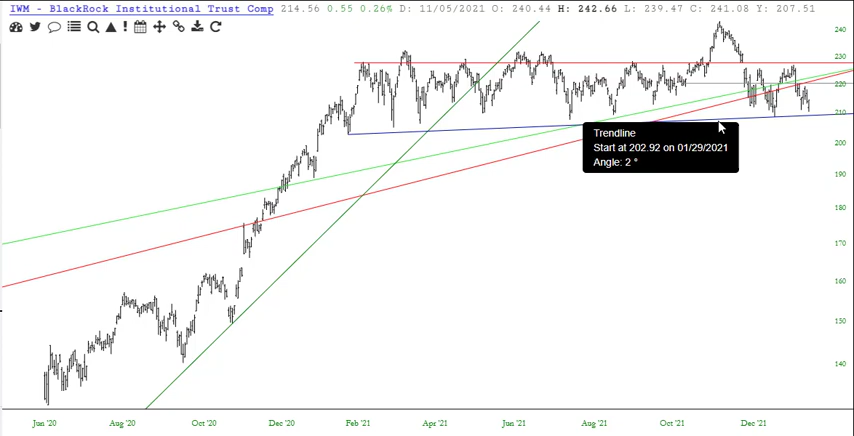 IWM - BlackRock Institutional Trust Comp 214.56 0.55 0.26% D: 11/05/2021 O: 240.44 H: 242.66 L: 239.47 C: 241.08 Y: 207.51
240
230
220
210
200
190
180
170
160
150
140
Trendline
Start at 202.92 on 01/29/2021
Angle: 2 °
Jun '20 Aug '20 Oct '20 Dec '20 Feb '21 Apr '21 Jun '21 Aug '21 Oct '21 Dec '21